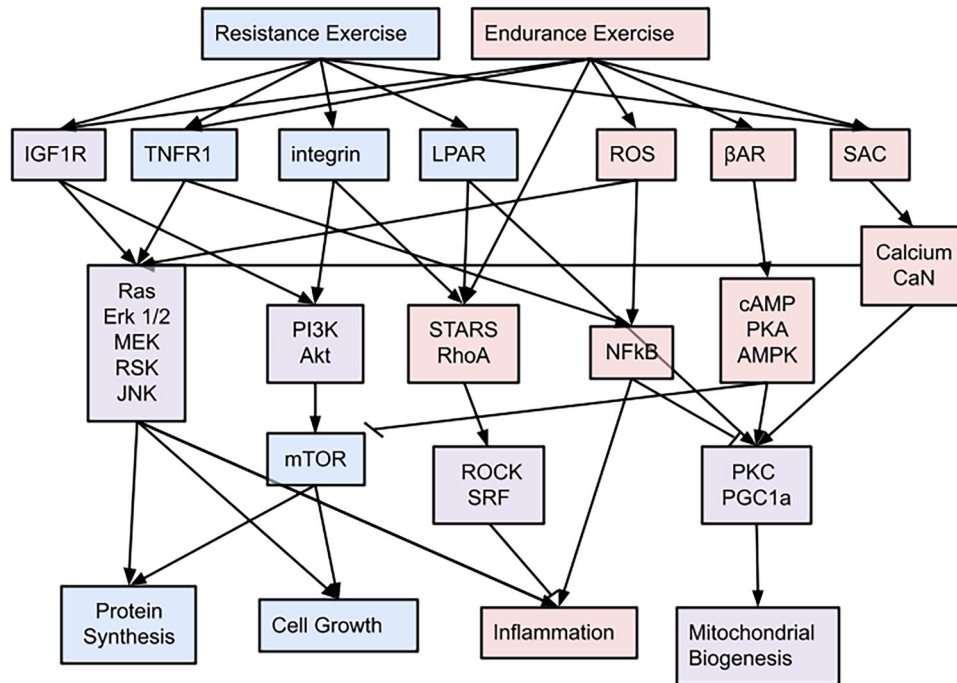 Resistance Exercise
Endurance Exercise
IGF1R
TNFR1
integrin
LPAR
ROS
βAR
SAC
Calcium
CaN
Ras
Erk 1/2
MEK
RSK
JNK
PI3K
Akt
STARS
RhoA
NFkB
cAMP
PKA
AMPK
mTOR
ROCK
SRF
PKC
PGC1a
Protein
Synthesis
Cell Growth
Inflammation
Mitochondrial
Biogenesis